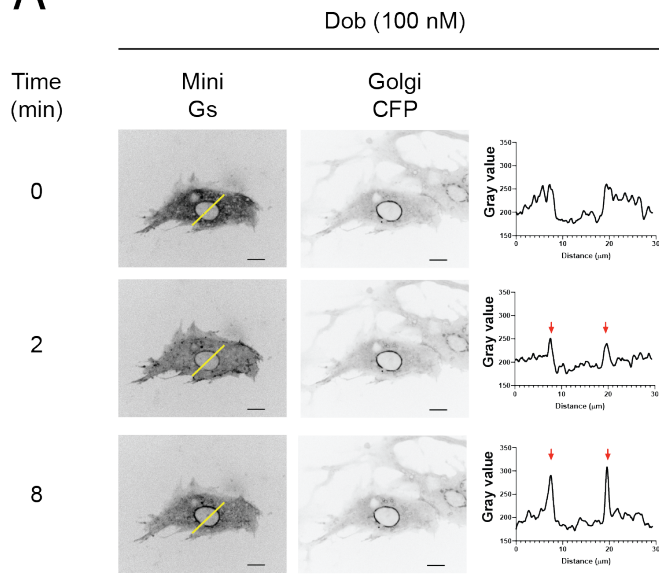 A
Dob (100 nM)
Time
(min)
Mini
Gs
Golgi
CFP
0
Gray value
350
300
250
200
150
0
10
20
30
Distance (µm)
2
Gray value
350
300
250
200
150
0
10
20
30
Distance (µm)
8
Gray value
350
300
250
200
150
0
10
20
30
Distance (µm)